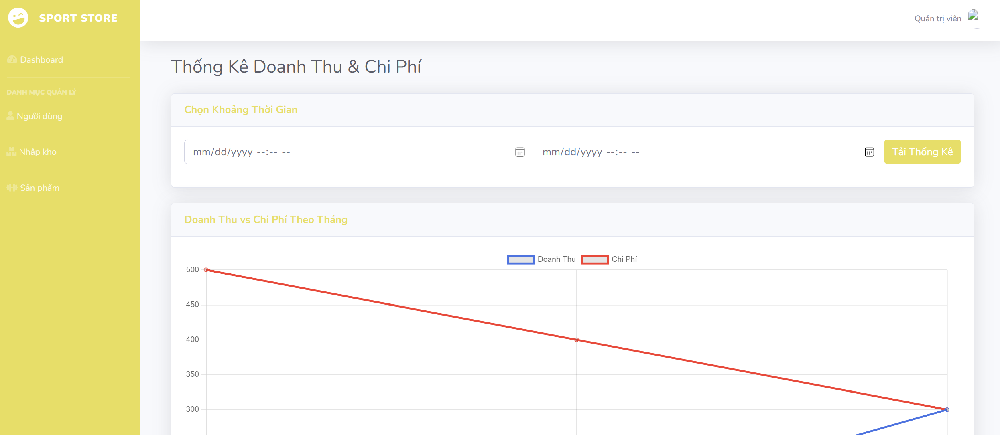 SPORT STORE
Quản trị viên
Dashboard
DANH MỤC QUẢN LÝ
Người dùng
Nhập kho
Sản phẩm
Thống Kê Doanh Thu & Chi Phí
Chọn Khoảng Thời Gian
mm/dd/yyyy --:-- --
mm/dd/yyyy --:-- --
Tải Thống Kê
Doanh Thu vs Chi Phí Theo Tháng
Doanh Thu
Chi Phí
500
450
400
350
300